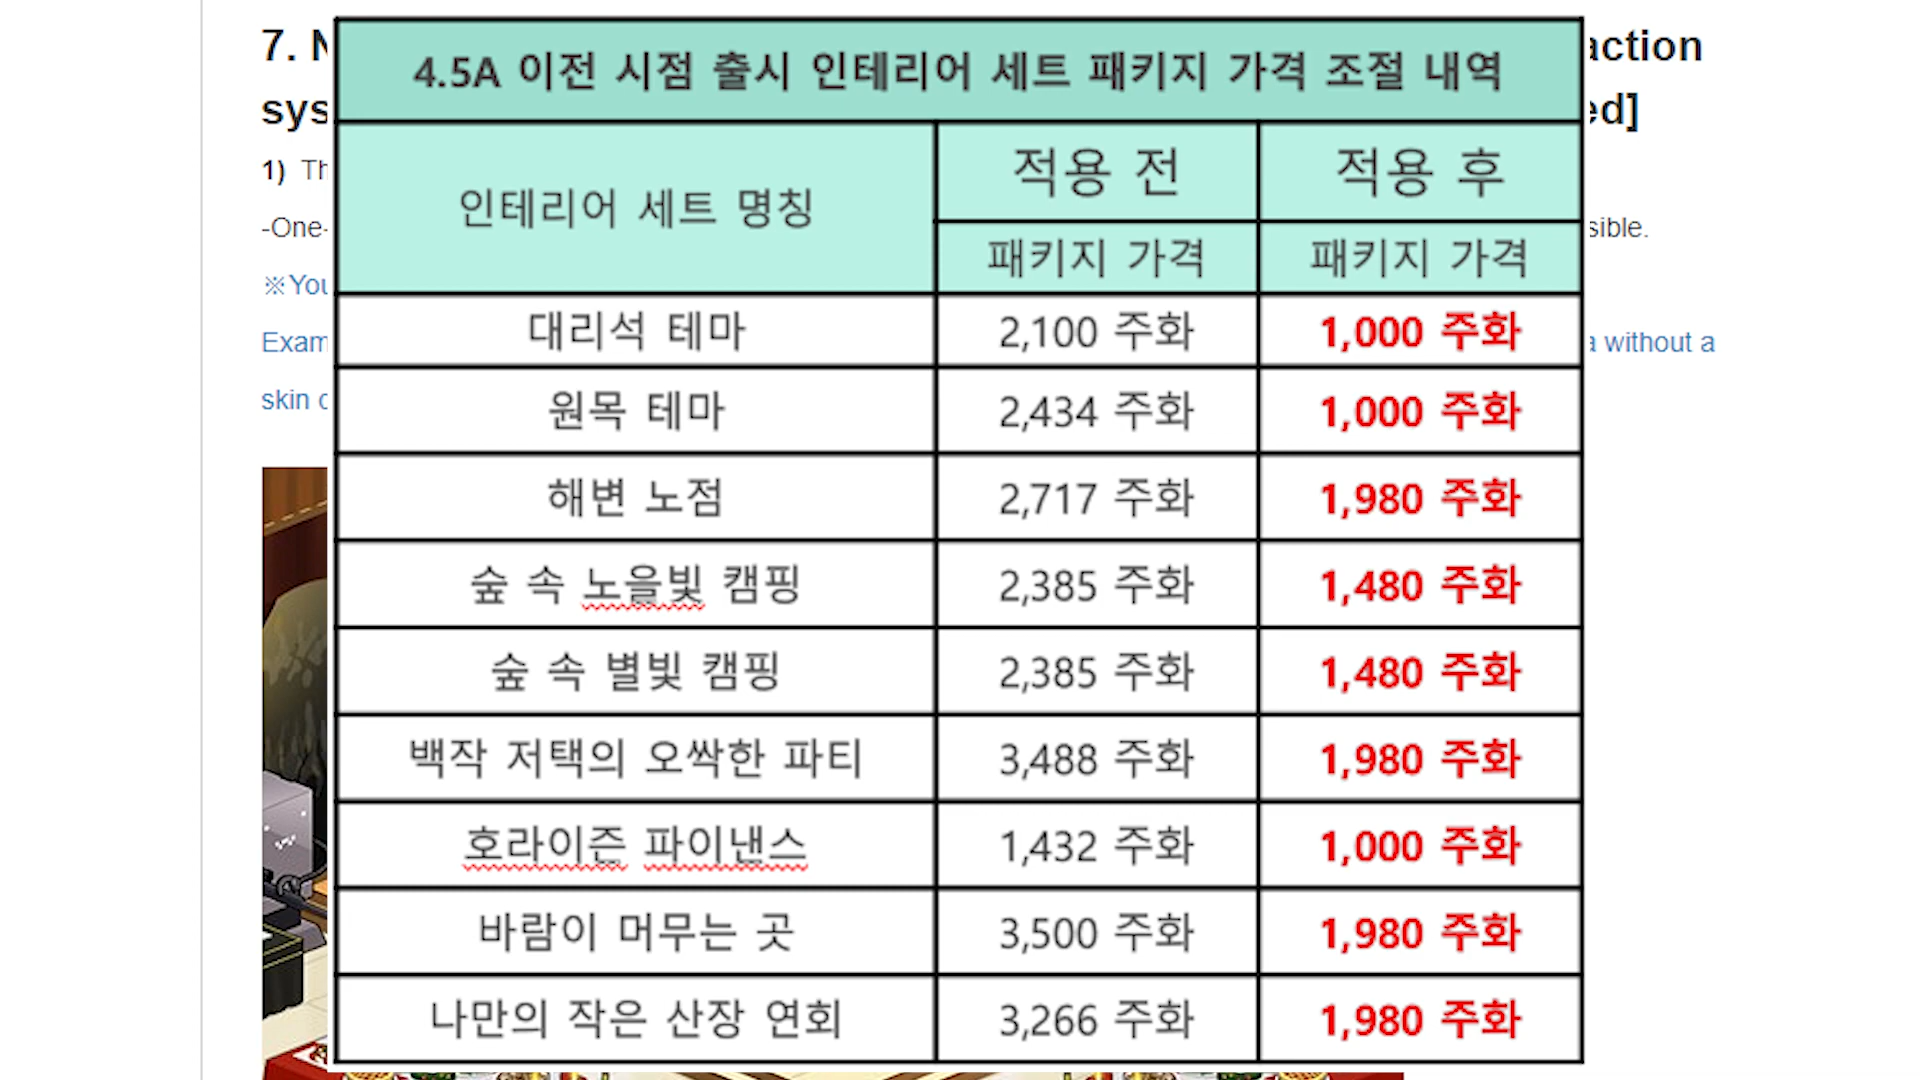 7. N
action
sys
ed]
1) Th
-One-
sible.
※You
Exam
a without a
skin c
4.5A 이전 시점 출시 인테리어 세트 패키지 가격 조절 내역
인테리어 세트 명칭 적용 전 적용 후
패키지 가격 패키지 가격
대리석 테마 2,100 주화 1,000 주화
원목 테마 2,434 주화 1,000 주화
해변 노점 2,717 주화 1,980 주화
숲 속 노을빛 캠핑 2,385 주화 1,480 주화
숲 속 별빛 캠핑 2,385 주화 1,480 주화
백작 저택의 오싹한 파티 3,488 주화 1,980 주화
호라이즌 파이낸스 1,432 주화 1,000 주화
바람이 머무는 곳 3,500 주화 1,980 주화
나만의 작은 산장 연회 3,266 주화 1,980 주화